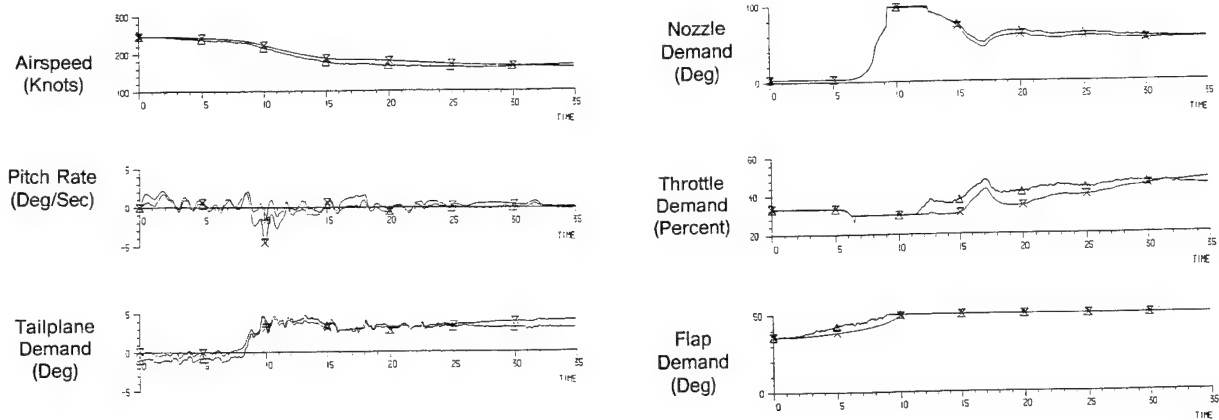 Airspeed
(Knots)
300
200
100
0 5 10 15 20 25 30 35
TIME
Pitch Rate
(Deg/Sec)
5
0
-5
0 5 10 15 20 25 30 35
TIME
Tailplane
Demand
(Deg)
5
0
-5
0 5 10 15 20 25 30 35
TIME
Nozzle
Demand
(Deg)
100
0
0 5 10 15 20 25 30 35
TIME
Throttle
Demand
(Percent)
60
40
20
0 5 10 15 20 25 30 35
TIME
Flap
Demand
(Deg)
50
0
0 5 10 15 20 25 30 35
TIME